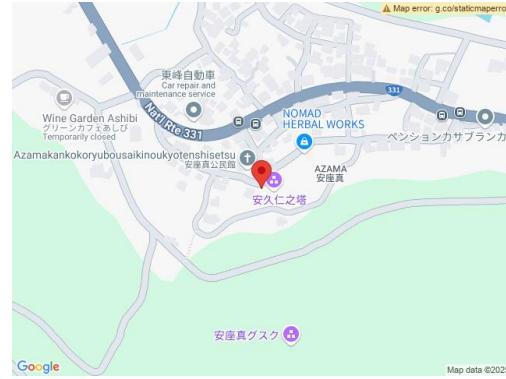 Map error: g.co/staticmaperro
東峰自動車
Car repair and
maintenance service
331
Wine Garden Ashibi
グリーンカフェあしび
Temporarily closed
Nat'l Rte 331
NOMAD
HERBAL WORKS
ペンションカサブランカ
Azamakankokoryubousaikinoukyotenshisetsu
安座真公民館
AZAMA
安座真
安久仁之塔
安座真グスク
Google
Map data ©2025